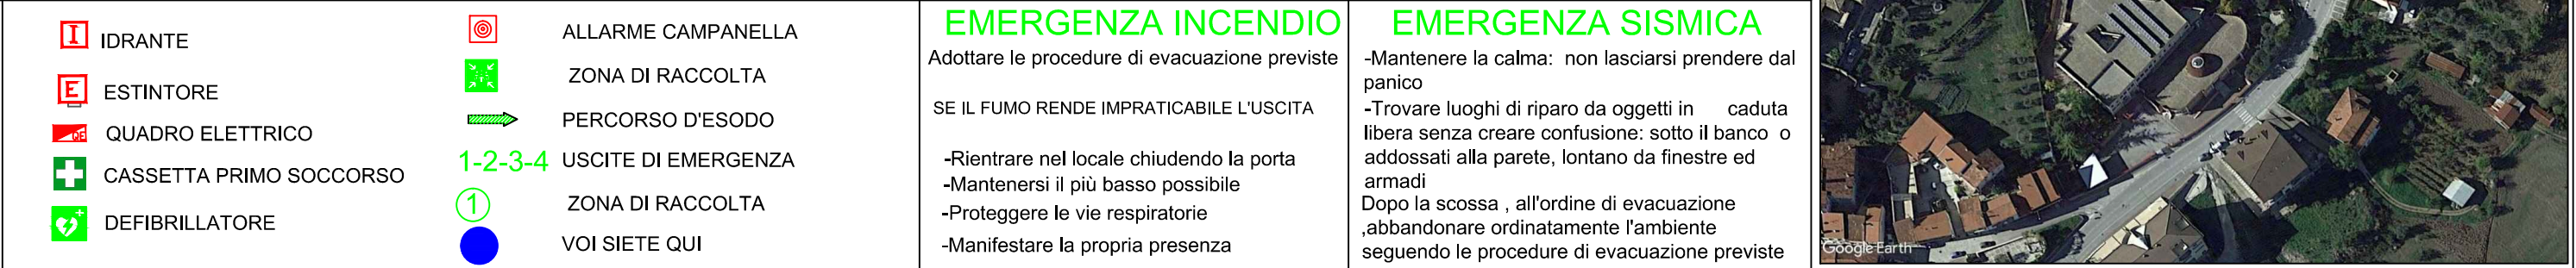 I IDRANTE
E ESTINTORE
QE QUADRO ELETTRICO
CASSETTA PRIMO SOCCORSO
DEFIBRILLATORE
ALLARME CAMPANELLA
ZONA DI RACCOLTA
PERCORSO D'ESODO
1-2-3-4 USCITE DI EMERGENZA
1 ZONA DI RACCOLTA
VOI SIETE QUI
EMERGENZA INCENDIO
Adottare le procedure di evacuazione previste
SE IL FUMO RENDE IMPRATICABILE L'USCITA
-Rientrare nel locale chiudendo la porta
-Mantenersi il più basso possibile
-Proteggere le vie respiratorie
-Manifestare la propria presenza
EMERGENZA SISMICA
-Mantenere la calma: non lasciarsi prendere dal
panico
-Trovare luoghi di riparo da oggetti in caduta
libera senza creare confusione: sotto il banco o
addossati alla parete, lontano da finestre ed
armadi
Dopo la scossa , all'ordine di evacuazione
,abbandonare ordinatamente l'ambiente
seguendo le procedure di evacuazione previste
Google Earth